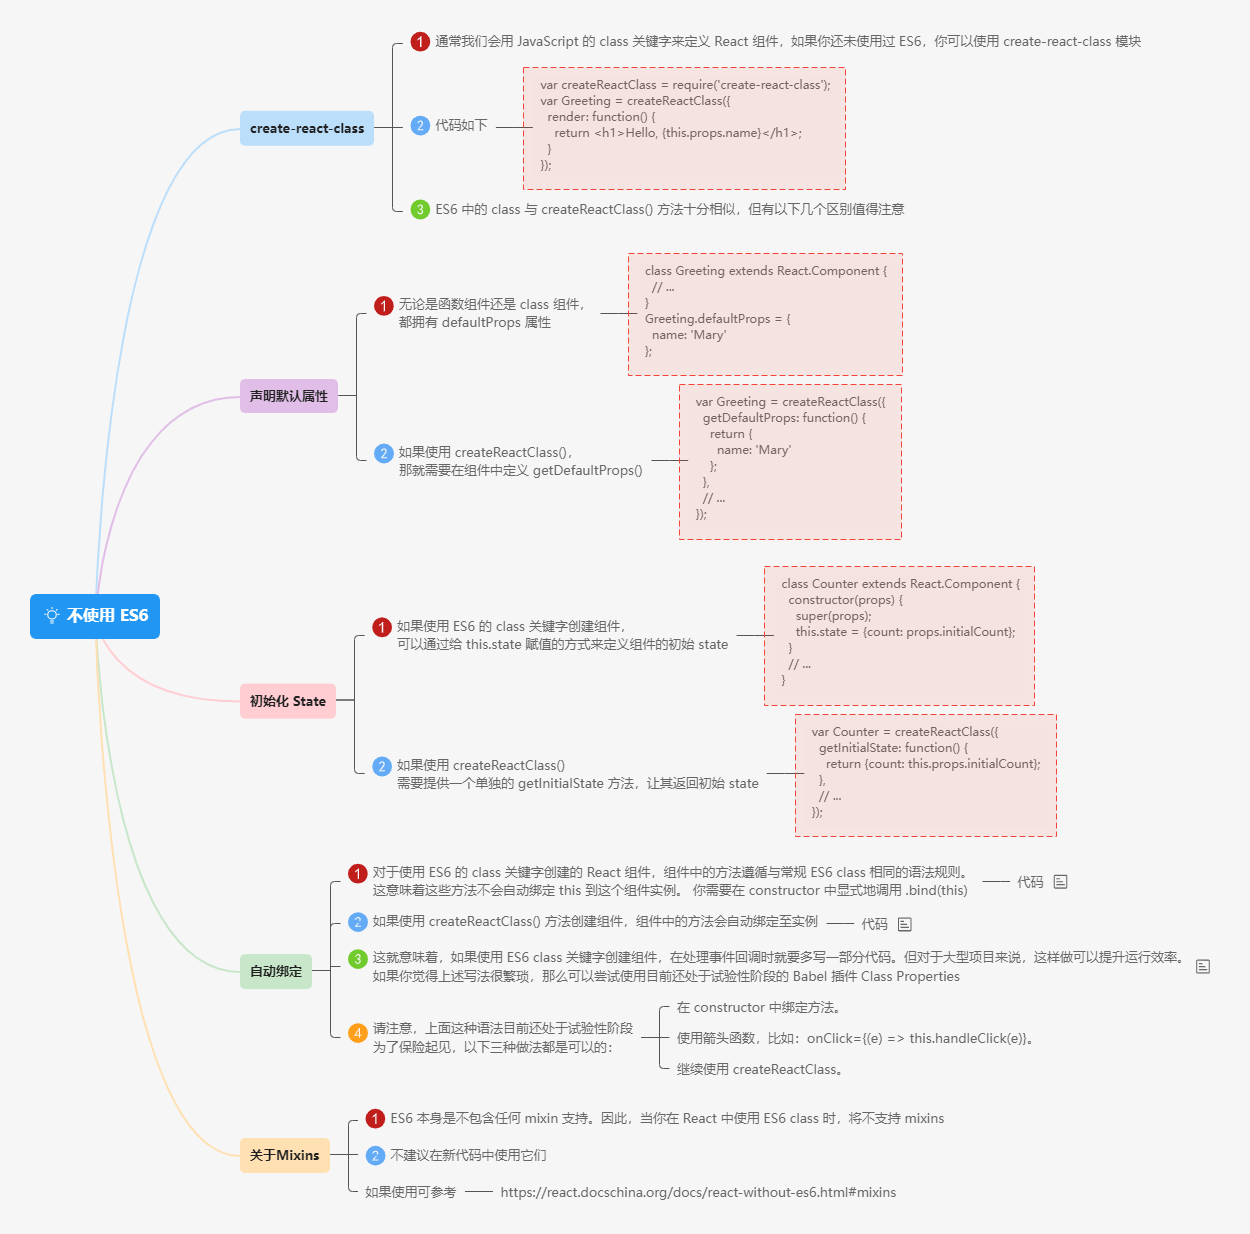 不使用 ES6
create-react-class
1 通常我们会用 JavaScript 的 class 关键字来定义 React 组件，如果你还未使用过 ES6，你可以使用 create-react-class 模块
2 代码如下
var createReactClass = require('create-react-class');
var Greeting = createReactClass({
  render: function() {
    return <h1>Hello, {this.props.name}</h1>;
  }
});
3 ES6 中的 class 与 createReactClass() 方法十分相似，但有以下几个区别值得注意
声明默认属性
1 无论是函数组件还是 class 组件，
都拥有 defaultProps 属性
class Greeting extends React.Component {
  // ...
}
Greeting.defaultProps = {
  name: 'Mary'
};
2 如果使用 createReactClass()，
那就需要在组件中定义 getDefaultProps()
var Greeting = createReactClass({
  getDefaultProps: function() {
    return {
      name: 'Mary'
    };
  },
  // ...
});
初始化 State
1 如果使用 ES6 的 class 关键字创建组件，
可以通过给 this.state 赋值的方式来定义组件的初始 state
class Counter extends React.Component {
  constructor(props) {
    super(props);
    this.state = {count: props.initialCount};
  }
  // ...
}
2 如果使用 createReactClass()
需要提供一个单独的 getInitialState 方法，让其返回初始 state
var Counter = createReactClass({
  getInitialState: function() {
    return {count: this.props.initialCount};
  },
  // ...
});
自动绑定
1 对于使用 ES6 的 class 关键字创建的 React 组件，组件中的方法遵循与常规 ES6 class 相同的语法规则。
这意味着这些方法不会自动绑定 this 到这个组件实例。 你需要在 constructor 中显式地调用 .bind(this)
代码
2 如果使用 createReactClass() 方法创建组件，组件中的方法会自动绑定至实例
代码
3 这就意味着，如果使用 ES6 class 关键字创建组件，在处理事件回调时就要多写一部分代码。但对于大型项目来说，这样做可以提升运行效率。
如果你觉得上述写法很繁琐，那么可以尝试使用目前还处于试验性阶段的 Babel 插件 Class Properties
4 请注意，上面这种语法目前还处于试验性阶段
为了保险起见，以下三种做法都是可以的：
在 constructor 中绑定方法。
使用箭头函数，比如：onClick={(e) => this.handleClick(e)}。
继续使用 createReactClass。
关于Mixins
1 ES6 本身是不包含任何 mixin 支持。因此，当你在 React 中使用 ES6 class 时，将不支持 mixins
2 不建议在新代码中使用它们
如果使用可参考
https://react.docschina.org/docs/react-without-es6.html#mixins